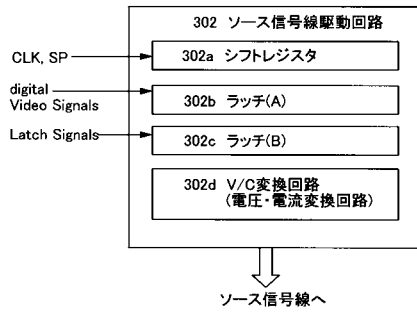 302 ソース信号線駆動回路
CLK, SP
302a シフトレジスタ
digital
Video Signals
302b ラッチ(A)
Latch Signals
302c ラッチ(B)
302d V/C変換回路
(電圧・電流変換回路)
ソース信号線へ